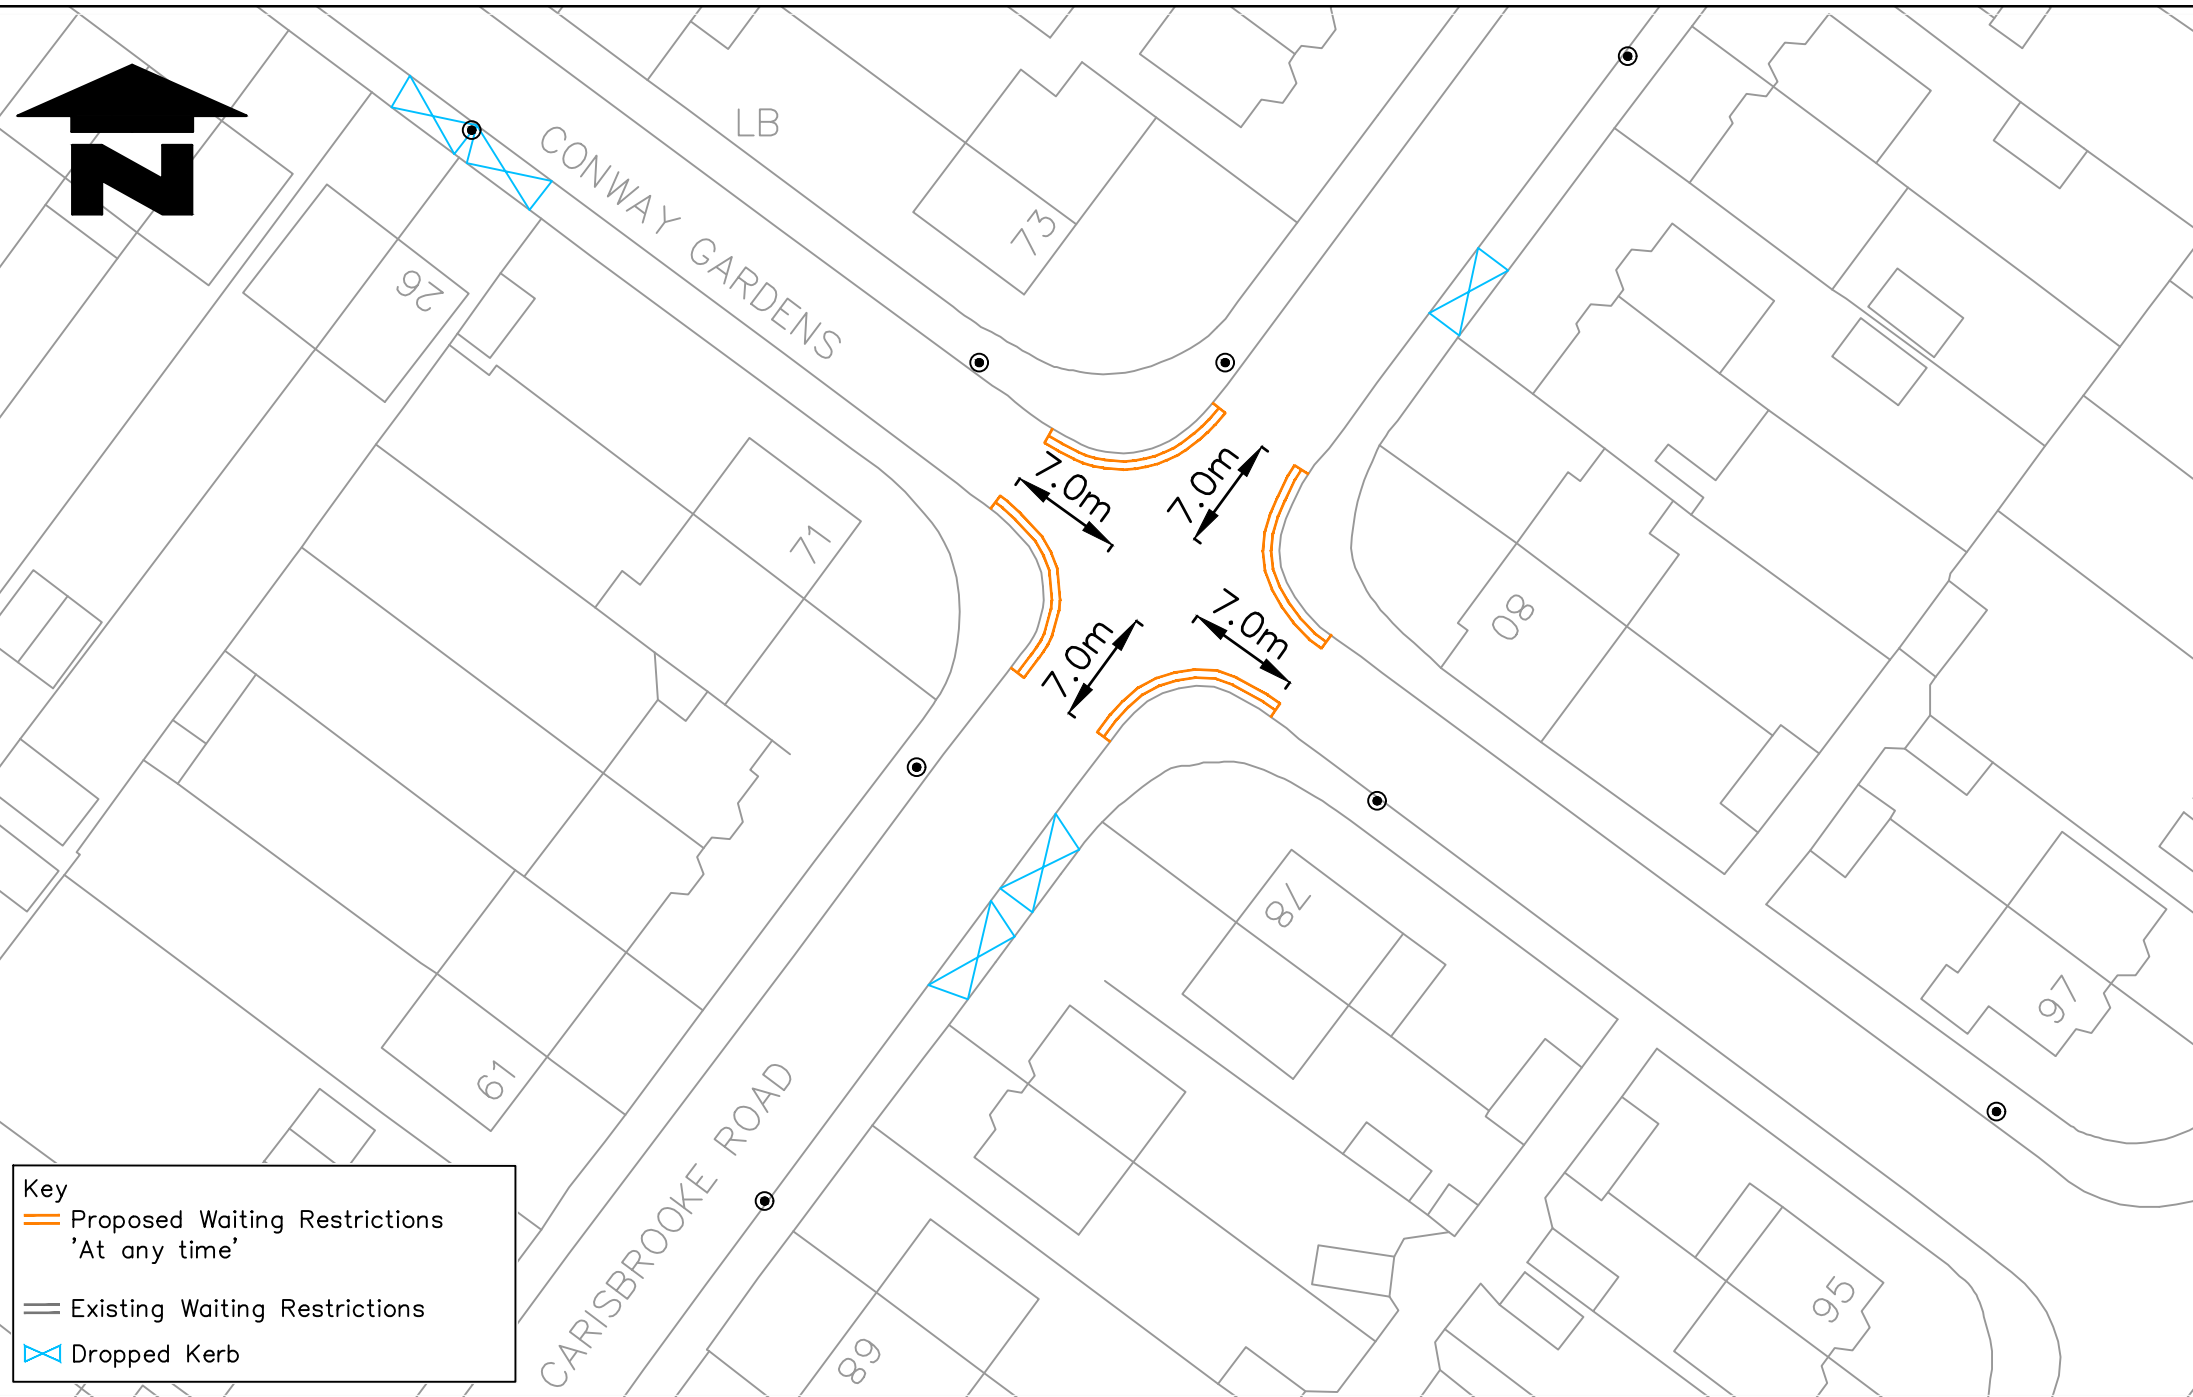 N
LB
CONWAY GARDENS
73
26
7.0m
7.0m
71
80
7.0m
7.0m
78
97
61
CARISBROOKE ROAD
95
68
Key
Proposed Waiting Restrictions
'At any time'
Existing Waiting Restrictions
Dropped Kerb